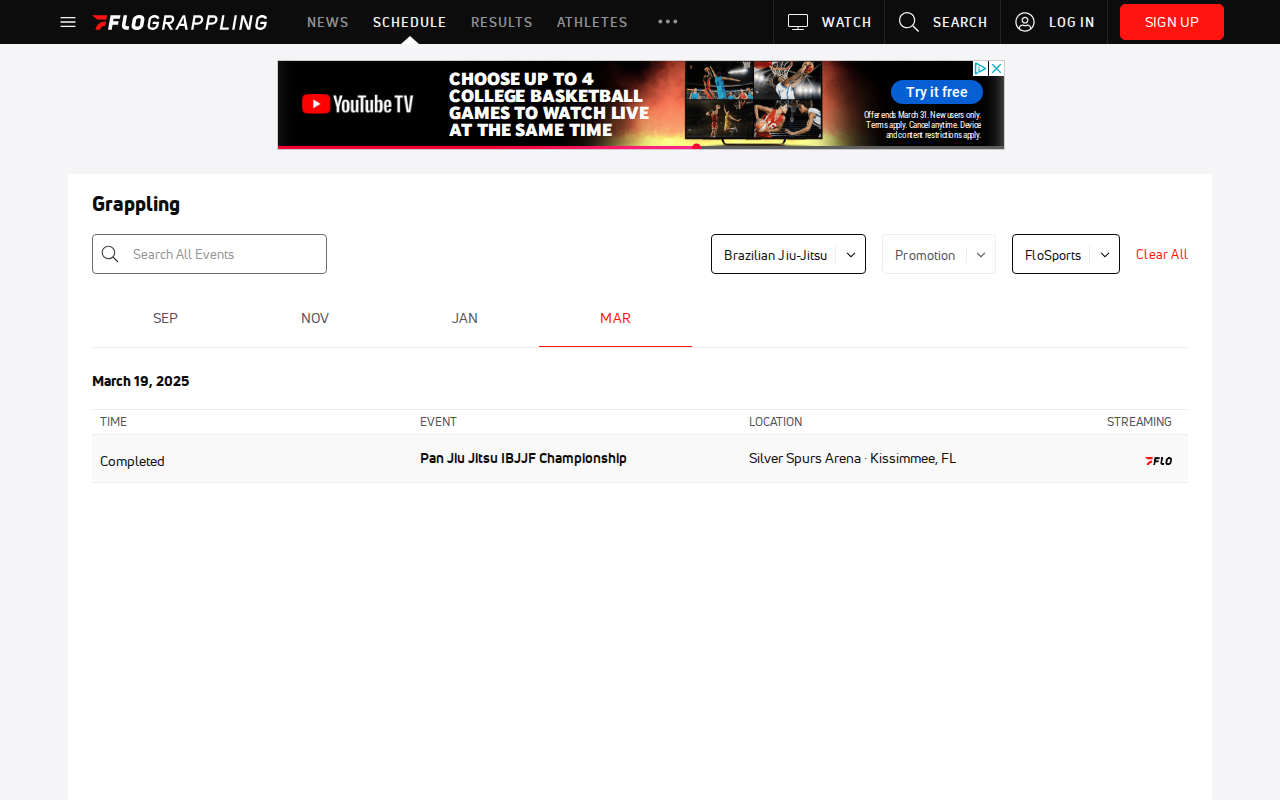 FLOGRAPPLING
NEWS
SCHEDULE
RESULTS
ATHLETES
WATCH
SEARCH
LOG IN
SIGN UP
YouTube TV
CHOOSE UP TO 4
COLLEGE BASKETBALL
GAMES TO WATCH LIVE
AT THE SAME TIME
Try it free
Offer ends March 31. New users only.
Terms apply. Cancel anytime. Device
and content restrictions apply.
Grappling
Search All Events
Brazilian Jiu-Jitsu
Promotion
FloSports
Clear All
SEP
NOV
JAN
MAR
March 19, 2025
TIME
EVENT
LOCATION
STREAMING
Completed
Pan Jiu Jitsu IBJJF Championship
Silver Spurs Arena · Kissimmee, FL
FLO